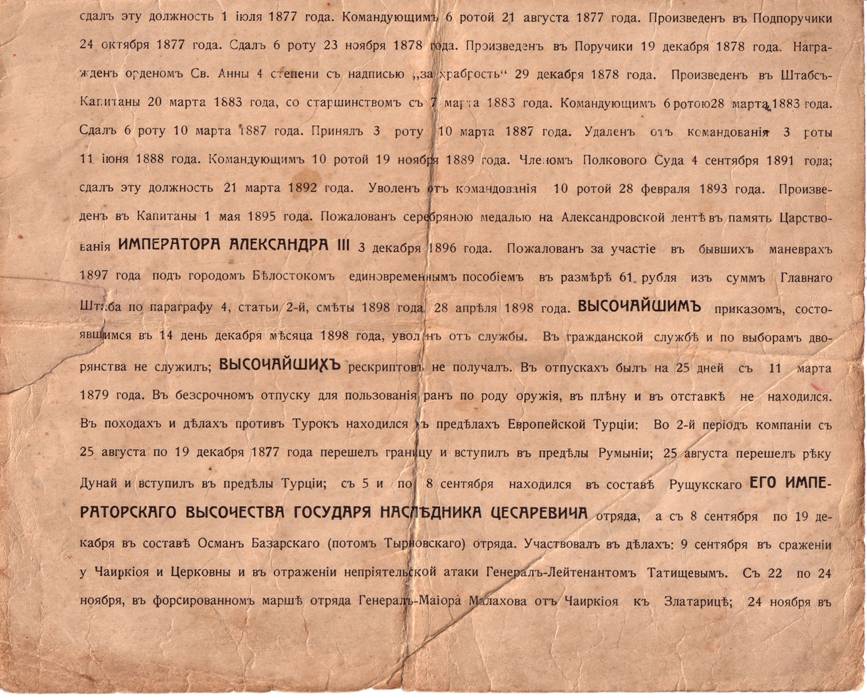 сдалъ эту должность 1 іюля 1877 года. Командующимъ 6 ротой 21 августа 1877 года. Произведенъ въ Подпоручики
24 октября 1877 года. Сдалъ 6 роту 23 ноября 1878 года. Произведенъ въ Поручики 19 декабря 1878 года. Награ-
жденъ орденомъ Св. Анны 4 степени съ надписью „за храбрость“ 29 декабря 1878 года. Произведенъ въ Штабсъ-
Капитаны 20 марта 1883 года, со старшинствомъ съ 7 марта 1883 года. Командующимъ 6 ротою28 марта 1883 года.
Сдалъ 6 роту 10 марта 1887 года. Принялъ 3 роту 10 марта 1887 года. Удаленъ отъ командованія 3 роты
11 іюня 1888 года. Командующимъ 10 ротой 19 ноября 1889 года. Членомъ Полкового Суда 4 сентября 1891 года;
сдалъ эту должность 21 марта 1892 года. Уволенъ отъ командованія 10 ротой 28 февраля 1893 года. Произве-
денъ въ Капитаны 1 мая 1895 года. Пожалованъ серебряною медалью на Александровской лентѣ въ память Царство-
ванія ИМПЕРАТОРА АЛЕКСАНДРА III 3 декабря 1896 года. Пожалованъ за участіе въ бывшихъ маневрахъ
1897 года подъ городомъ Бѣлостокомъ единовременнымъ пособіемъ въ размѣрѣ 61 рубля изъ суммъ Главнаго
Штаба по параграфу 4, статьи 2-й, смѣты 1898 года 28 апрѣля 1898 года. ВЫСОЧАЙШИМЪ приказомъ, состо-
явшимся въ 14 день декабря мѣсяца 1898 года, уволенъ отъ службы. Въ гражданской службѣ и по выборамъ дво-
рянства не служилъ; ВЫСОЧАЙШИХЪ рескриптовъ не получалъ. Въ отпускахъ былъ на 25 дней съ 11 марта
1879 года. Въ безсрочномъ отпуску для пользованія ранъ по роду оружія, въ плѣну и въ отставкѣ не находился.
Въ походахъ и дѣлахъ противъ Турокъ находился въ предѣлахъ Европейской Турціи: Во 2-й періодъ компаніи съ
25 августа по 19 декабря 1877 года перешелъ границу и вступилъ въ предѣлы Румыніи; 25 августа перешелъ рѣку
Дунай и вступилъ въ предѣлы Турціи; съ 5 и по 8 сентября находился въ составѣ Рущукскаго ЕГО ИМПЕ-
РАТОРСКАГО ВЫСОЧЕСТВА ГОСУДАРЯ НАСЛѢДНИКА ЦЕСАРЕВИЧА отряда, а съ 8 сентября по 19 де-
кабря въ составѣ Османъ Базарскаго (потомъ Тырновскаго) отряда. Участвовалъ въ дѣлахъ: 9 сентября въ сраженіи
у Чаиркіоя и Церковны и въ отраженіи непріятельской атаки Генералъ-Лейтенантомъ Татищевымъ. Съ 22 по 24
ноября, въ форсированномъ маршѣ отряда Генералъ-Маіора Малахова отъ Чаиркіоя къ Златарицѣ; 24 ноября въ